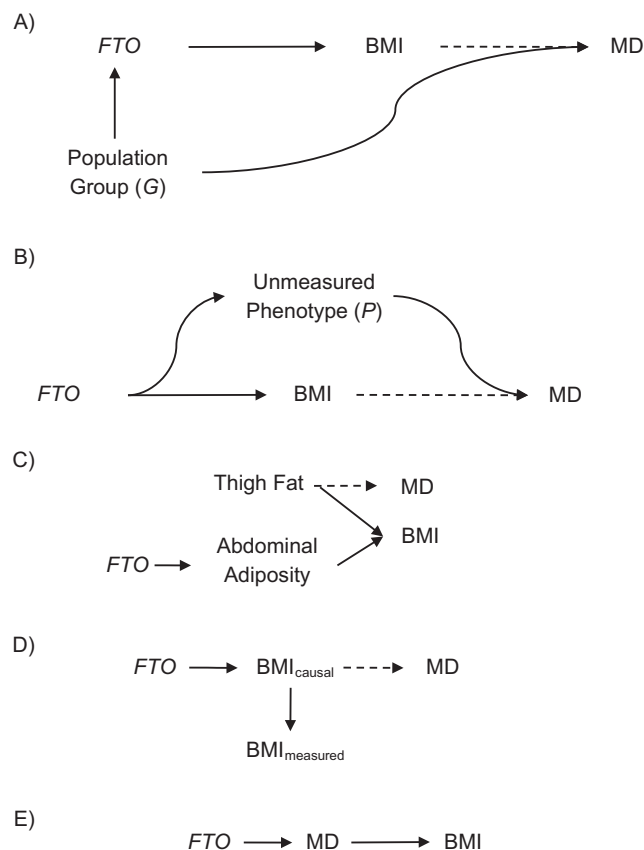 A)
FTO BMI MD
Population
Group (G)
B)
Unmeasured
Phenotype (P)
FTO BMI MD
C)
Thigh Fat MD
BMI
FTO Abdominal
Adiposity
D)
FTO BMIcausal MD
BMImeasured
E)
FTO MD BMI